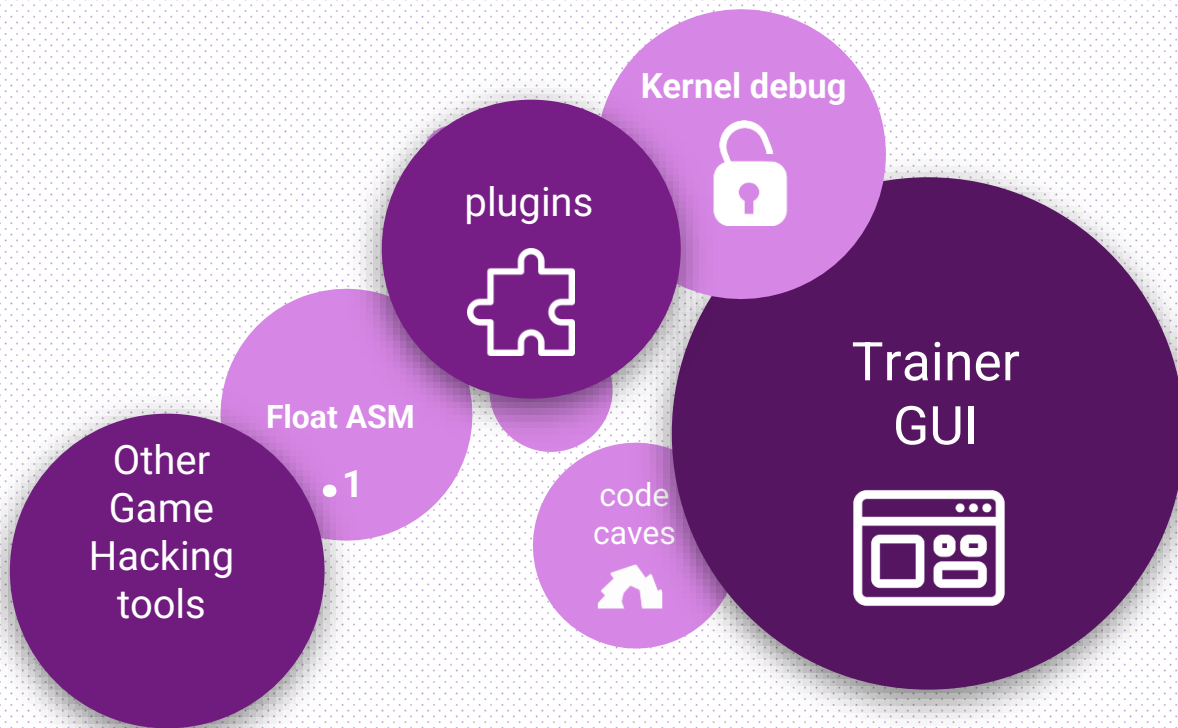 Kernel debug
plugins
Trainer
GUI
Float ASM
.1
Other
Game
Hacking
tools
code
caves